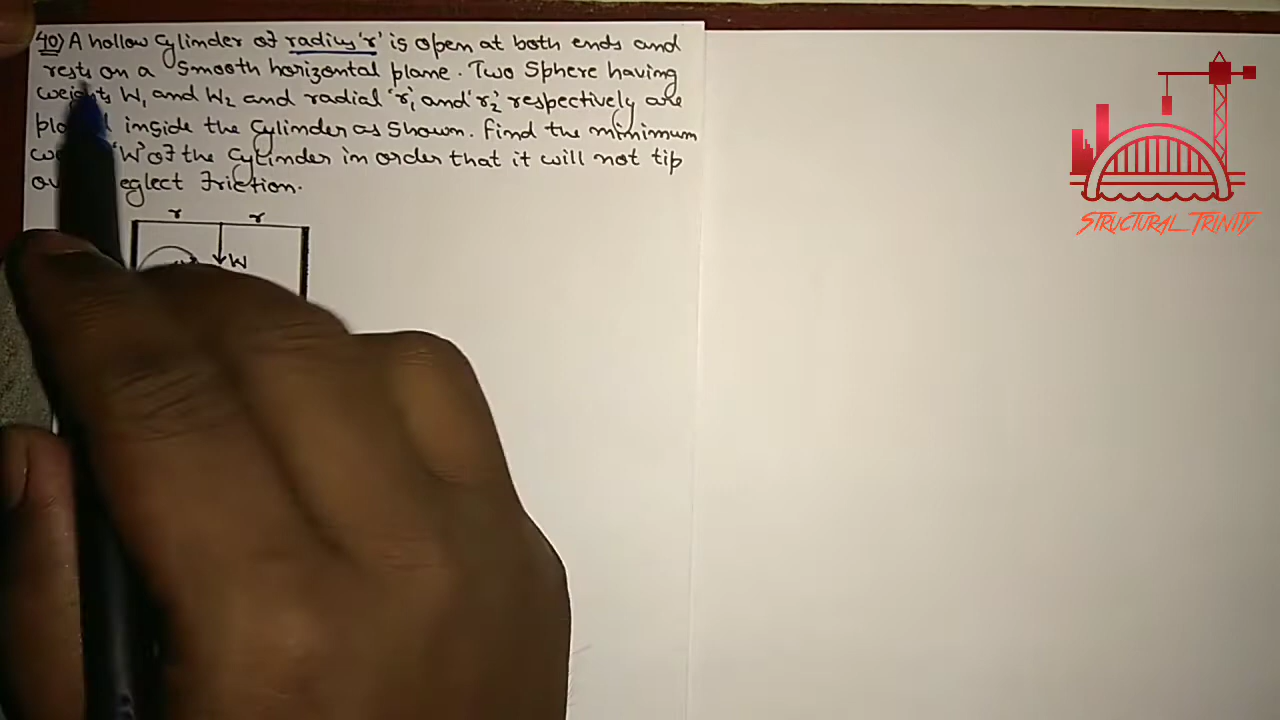 40) A hollow Cylinder of radius 'r' is open at both ends and
rests on a smooth horizontal plane. Two Sphere having
weights W₁ and W₂ and radial 'r₁' and 'r₂' respectively are
inside the Cylinder as shown. Find the minimum
'W' of the Cylinder in order that it will not tip
Friction.
r r
W
STRUCTURAL TRINITY